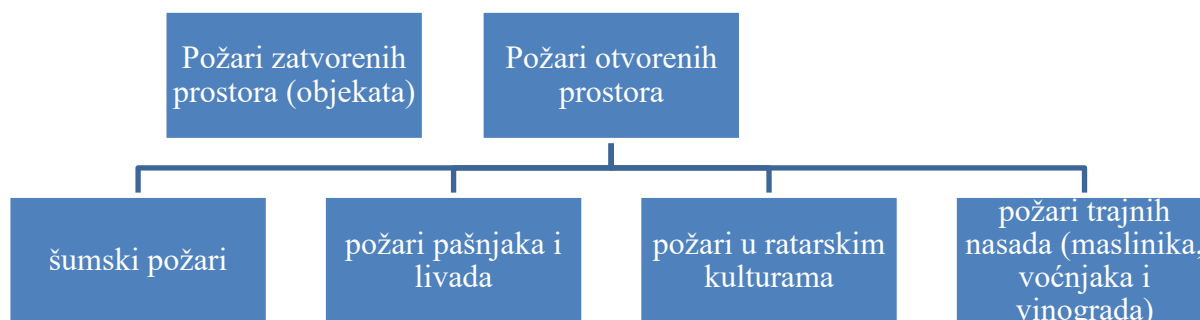 Požari zatvorenih
prostora (objekata)
Požari otvorenih
prostora
šumski požari
požari pašnjaka i
livada
požari u ratarskim
kulturama
požari trajnih
nasada (maslinika,
voćnjaka i
vinograda)